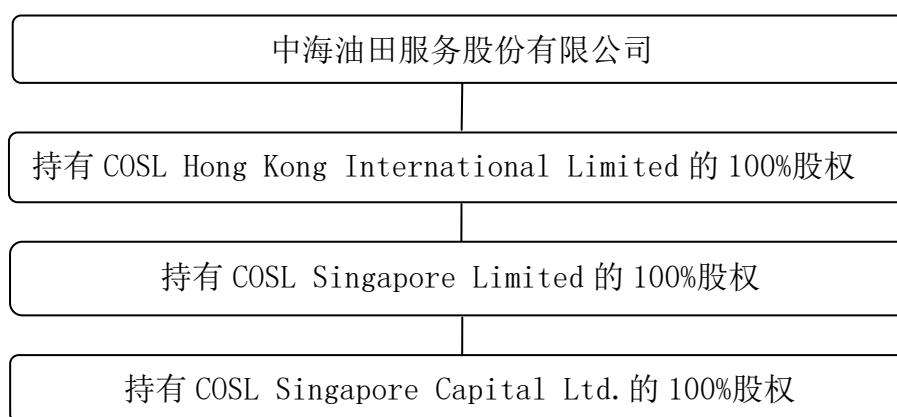 中海油田服务股份有限公司
持有 COSL Hong Kong International Limited 的 100%股权
持有 COSL Singapore Limited 的 100%股权
持有 COSL Singapore Capital Ltd. 的 100%股权